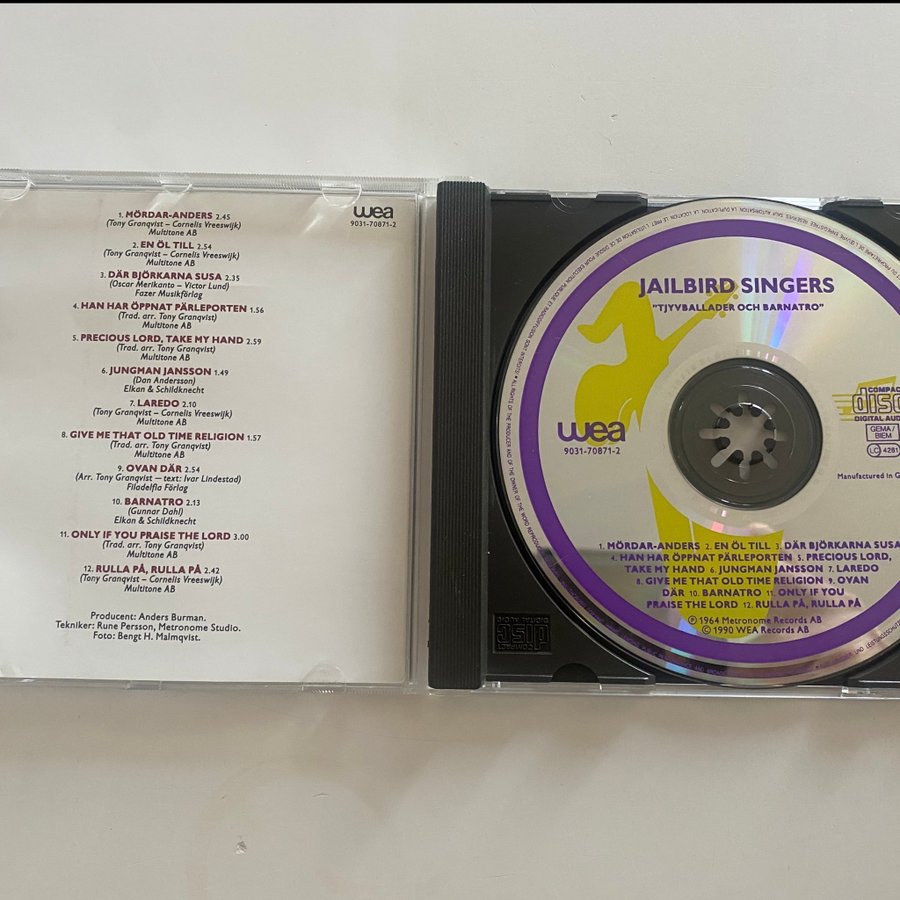 wea
9031-70871-2
1. MÖRDAR-ANDERS 2.45
(Tony Granqvist – Cornelis Vreeswijk)
Multitone AB
2. EN ÖL TILL 2.54
(Tony Granqvist – Cornelis Vreeswijk)
Multitone AB
3. DÄR BJÖRKARNA SUSA 2.35
(Oscar Merikanto – Victor Lund)
Fazer Musikförlag
4. HAN HAR ÖPPNAT PÄRLEPORTEN 1.56
(Trad. arr. Tony Granqvist)
Multitone AB
5. PRECIOUS LORD, TAKE MY HAND 2.59
(Trad. arr. Tony Granqvist)
Multitone AB
6. JUNGMAN JANSSON 1.49
(Dan Andersson)
Elkan & Schildknecht
7. LAREDO 2.10
(Tony Granqvist – Cornelis Vreeswijk)
Multitone AB
8. GIVE ME THAT OLD TIME RELIGION 1.57
(Trad. arr. Tony Granqvist)
Multitone AB
9. OVAN DÄR 2.54
(Arr. Tony Granqvist — text: Ivar Lindestad)
Filadelfia Förlag
10. BARNATRO 2.13
(Gunnar Dahl)
Elkan & Schildknecht
11. ONLY IF YOU PRAISE THE LORD 3.00
(Trad. arr. Tony Granqvist)
Multitone AB
12. RULLA PÅ, RULLA PÅ 2.42
(Tony Granqvist – Cornelis Vreeswijk)
Multitone AB
Producent: Anders Burman.
Tekniker: Rune Persson, Metronome Studio.
Foto: Bengt H. Malmqvist.
JAILBIRD SINGERS
"TJYVBALLADER OCH BARNATRO"
COMPACT
disc
DIGITAL AUDIO
GEMA/
BIEM
LC 4281
wea
9031-70871-2
Manufactured in G
1. MÖRDAR-ANDERS 2. EN ÖL TILL 3. DÄR BJÖRKARNA SUSA
4. HAN HAR ÖPPNAT PÄRLEPORTEN 5. PRECIOUS LORD,
TAKE MY HAND 6. JUNGMAN JANSSON 7. LAREDO
8. GIVE ME THAT OLD TIME RELIGION 9. OVAN
DÄR 10. BARNATRO 11. ONLY IF YOU
PRAISE THE LORD 12. RULLA PÅ, RULLA PÅ
℗ 1964 Metronome Records AB
© 1990 WEA Records AB
COMPACT
disc
DIGITAL AUDIO